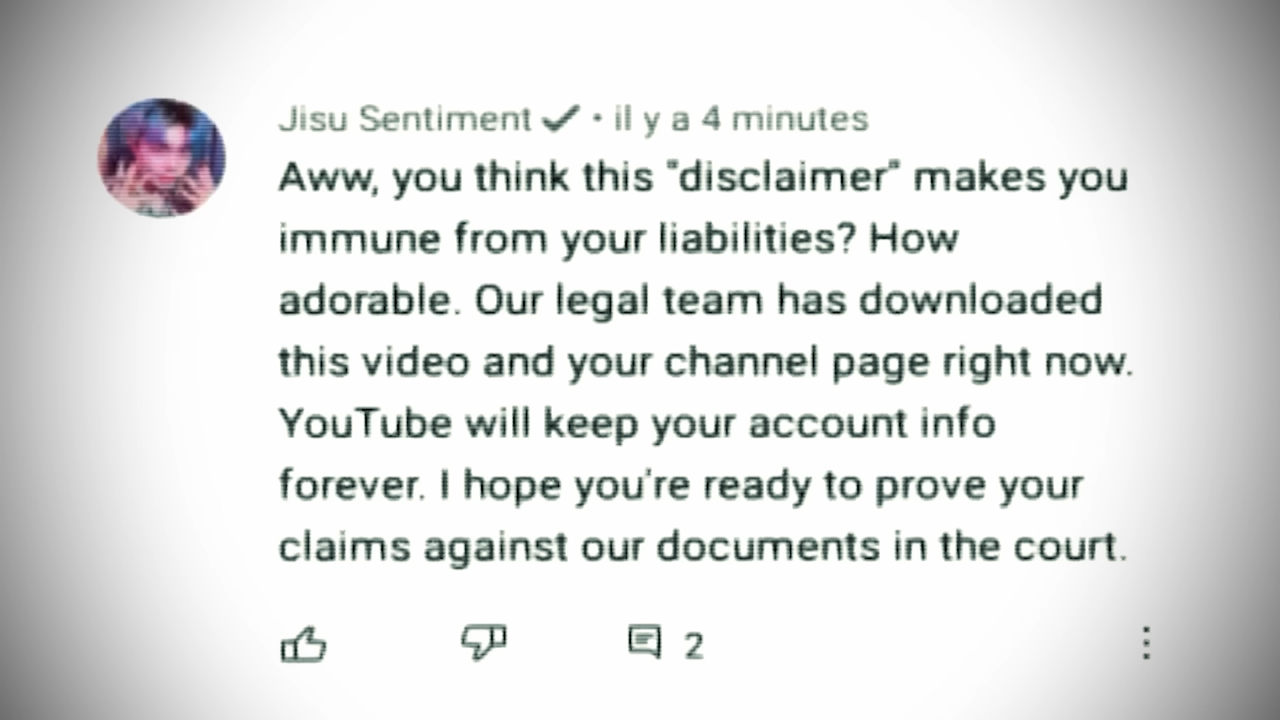 Jisu Sentiment ✓ • il y a 4 minutes
Aww, you think this "disclaimer" makes you
immune from your liabilities? How
adorable. Our legal team has downloaded
this video and your channel page right now.
YouTube will keep your account info
forever. I hope you're ready to prove your
claims against our documents in the court.
2